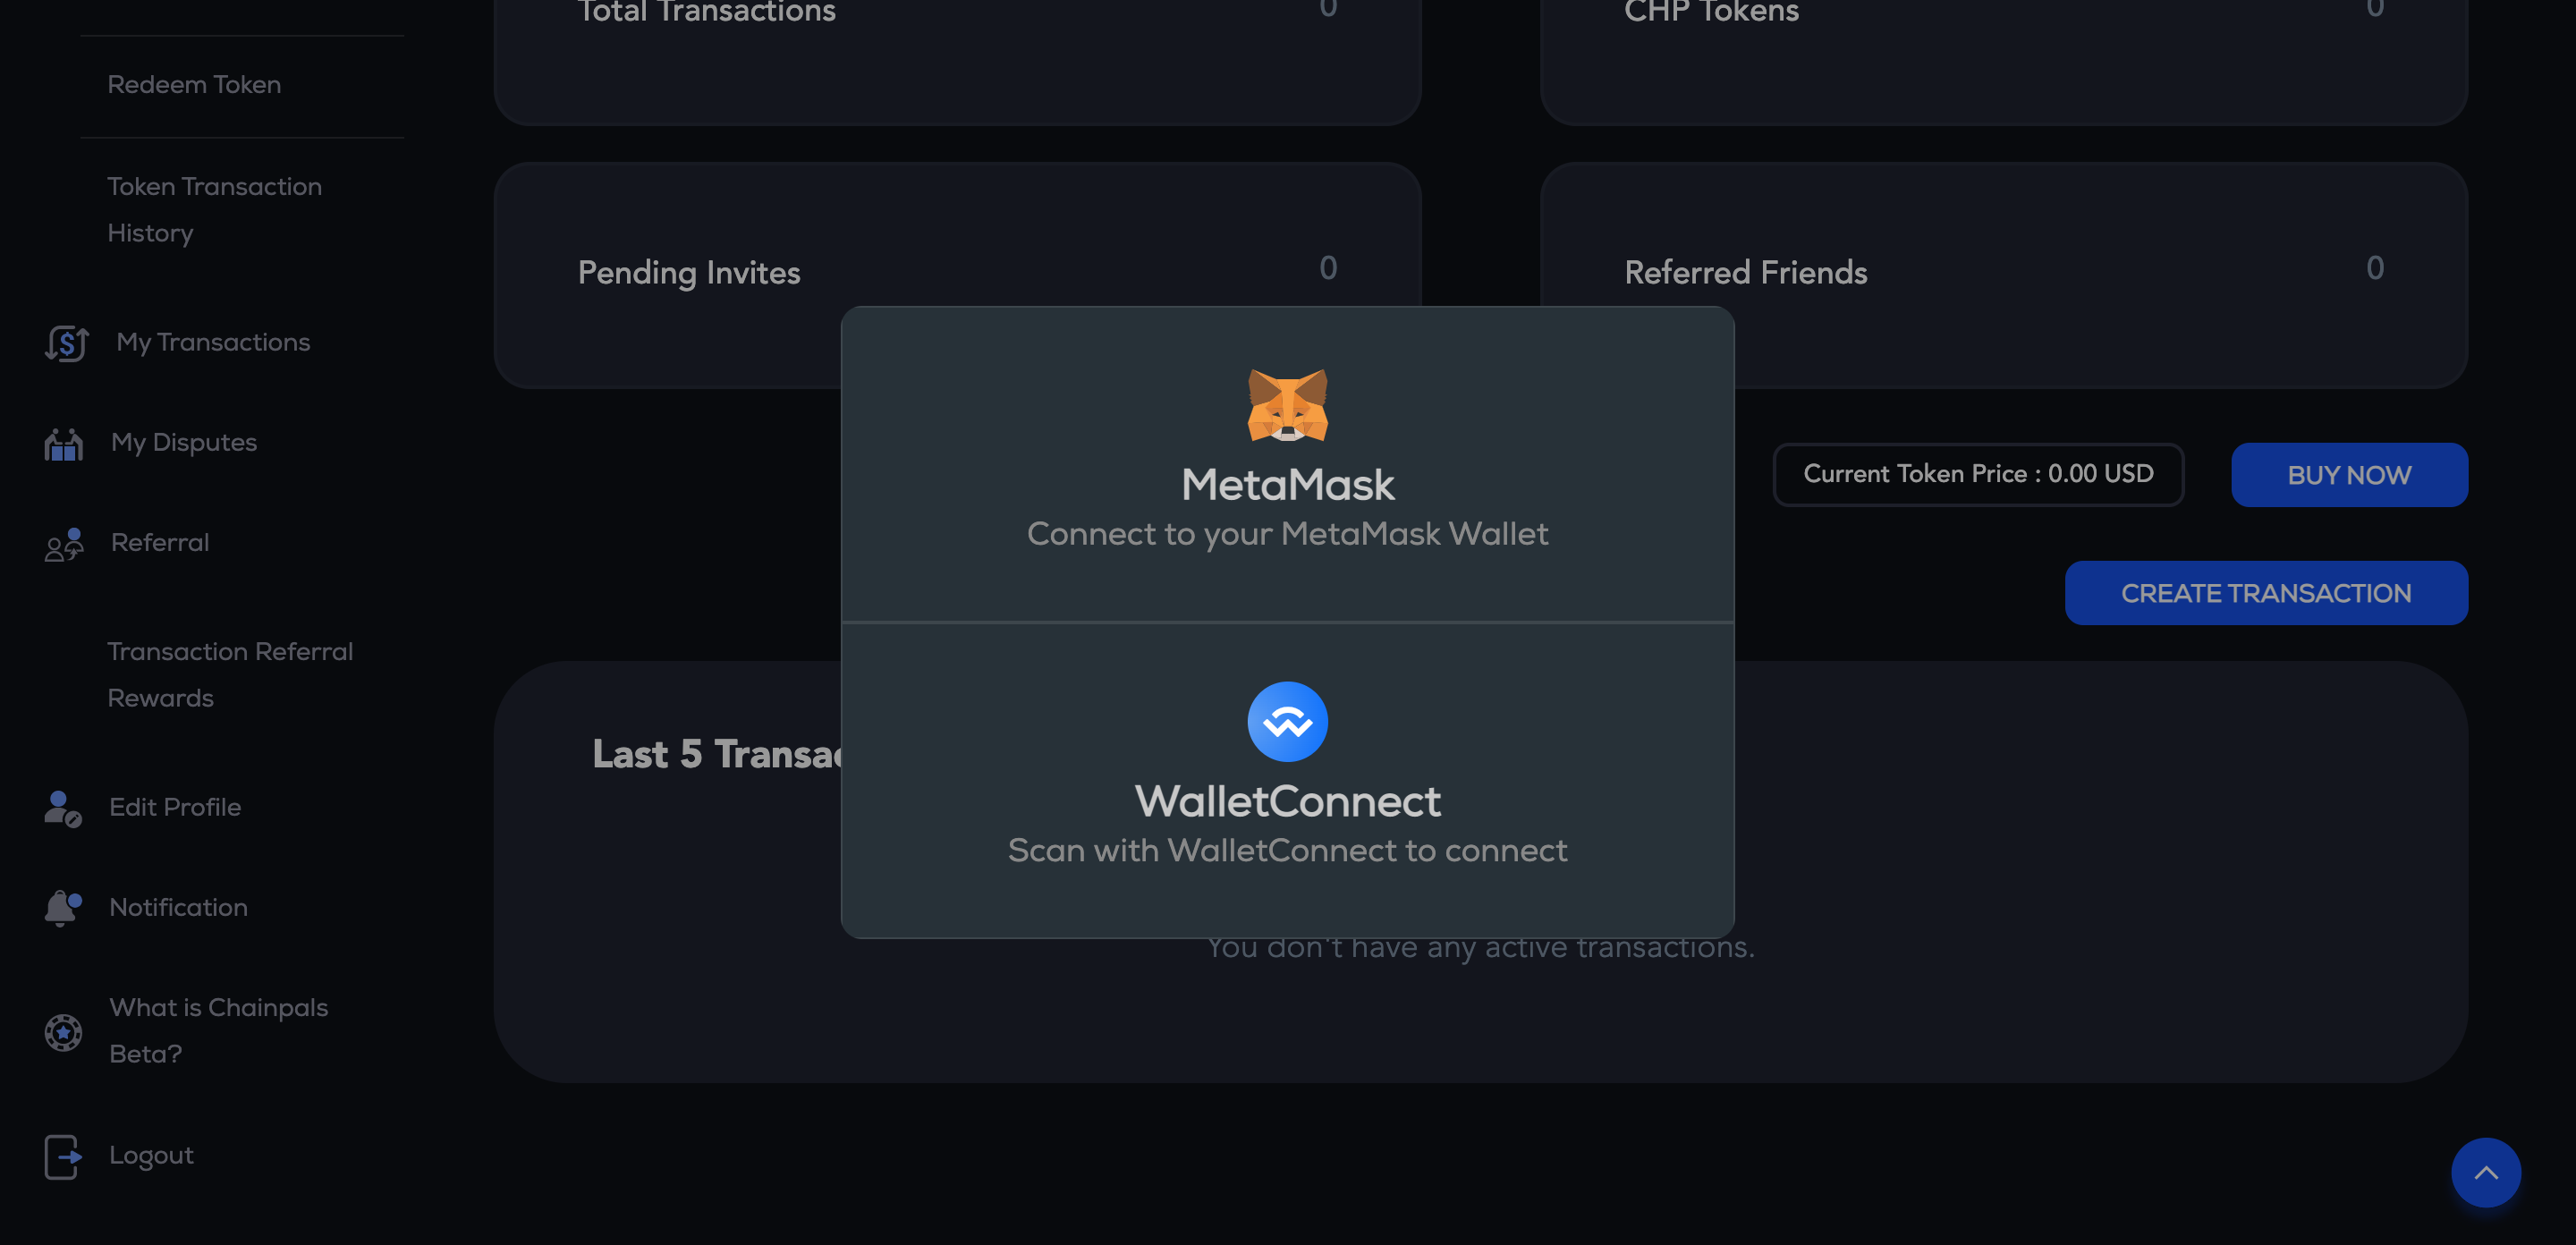 Redeem Token
Token Transaction
History
My Transactions
My Disputes
Referral
Transaction Referral
Rewards
Edit Profile
Notification
What is Chainpals
Beta?
Logout
Total Transactions 0
CHP Tokens 0
Pending Invites 0
Referred Friends 0
Current Token Price : 0.00 USD
BUY NOW
CREATE TRANSACTION
Last 5 Transac
You don't have any active transactions.
MetaMask
Connect to your MetaMask Wallet
WalletConnect
Scan with WalletConnect to connect